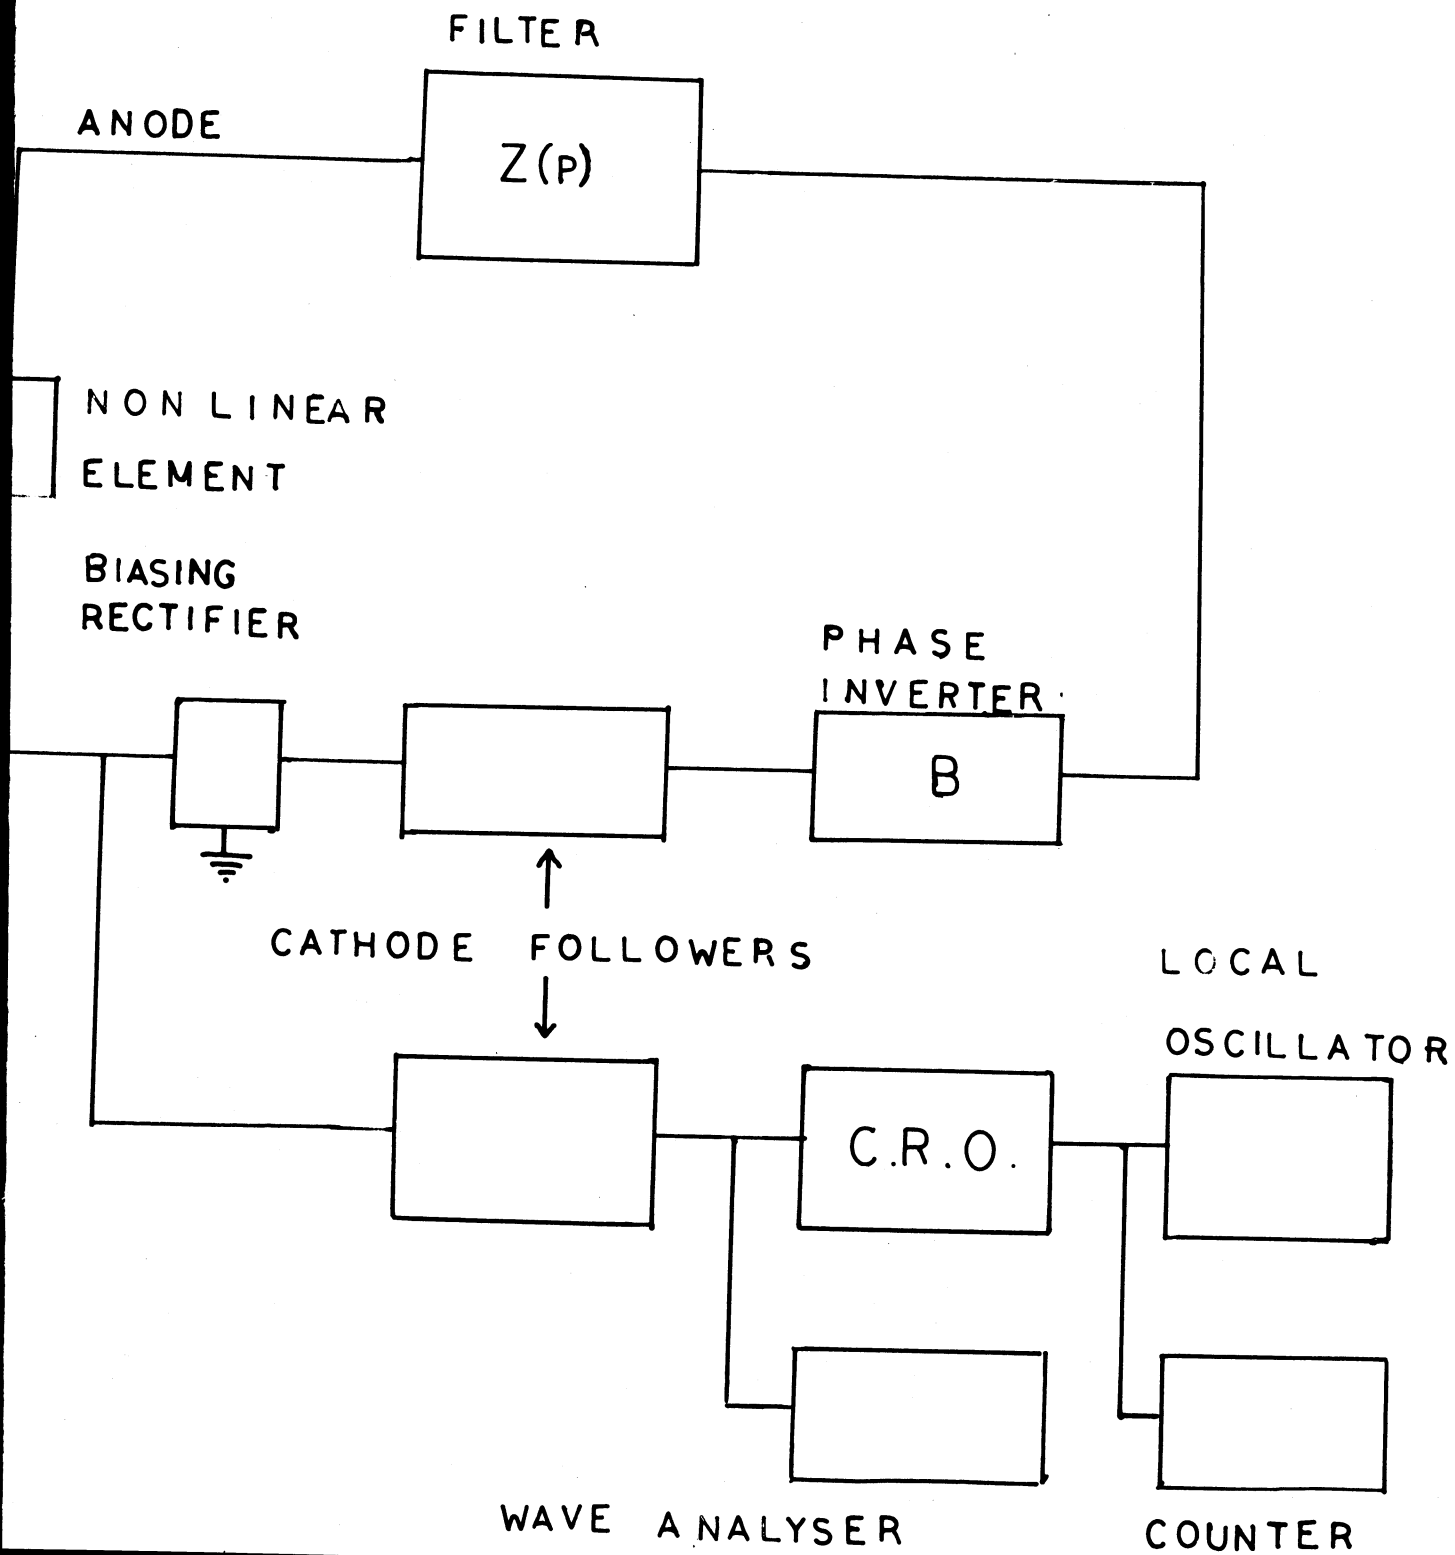 FILTER
ANODE
Z(P)
NON LINEAR
ELEMENT
BIASING
RECTIFIER
PHASE
INVERTER
B
CATHODE FOLLOWERS
LOCAL
OSCILLATOR
C.R.O.
WAVE ANALYSER
COUNTER